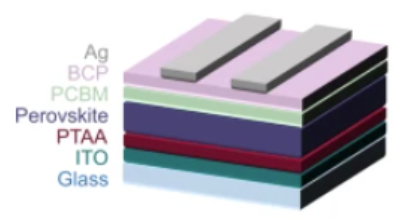 Ag
BCP
PCBM
Perovskite
PTAA
ITO
Glass